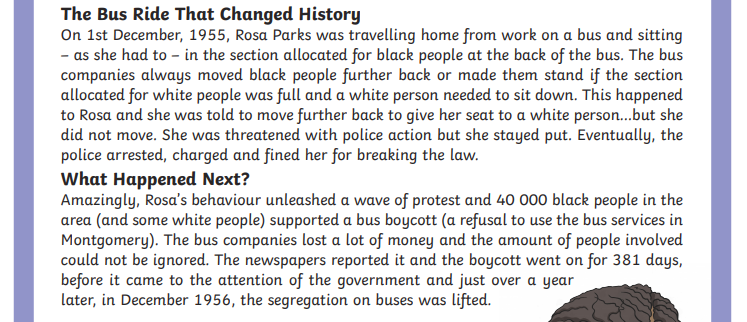 The Bus Ride That Changed History
On 1st December, 1955, Rosa Parks was travelling home from work on a bus and sitting
– as she had to – in the section allocated for black people at the back of the bus. The bus
companies always moved black people further back or made them stand if the section
allocated for white people was full and a white person needed to sit down. This happened
to Rosa and she was told to move further back to give her seat to a white person...but she
did not move. She was threatened with police action but she stayed put. Eventually, the
police arrested, charged and fined her for breaking the law.
What Happened Next?
Amazingly, Rosa’s behaviour unleashed a wave of protest and 40 000 black people in the
area (and some white people) supported a bus boycott (a refusal to use the bus services in
Montgomery). The bus companies lost a lot of money and the amount of people involved
could not be ignored. The newspapers reported it and the boycott went on for 381 days,
before it came to the attention of the government and just over a year
later, in December 1956, the segregation on buses was lifted.